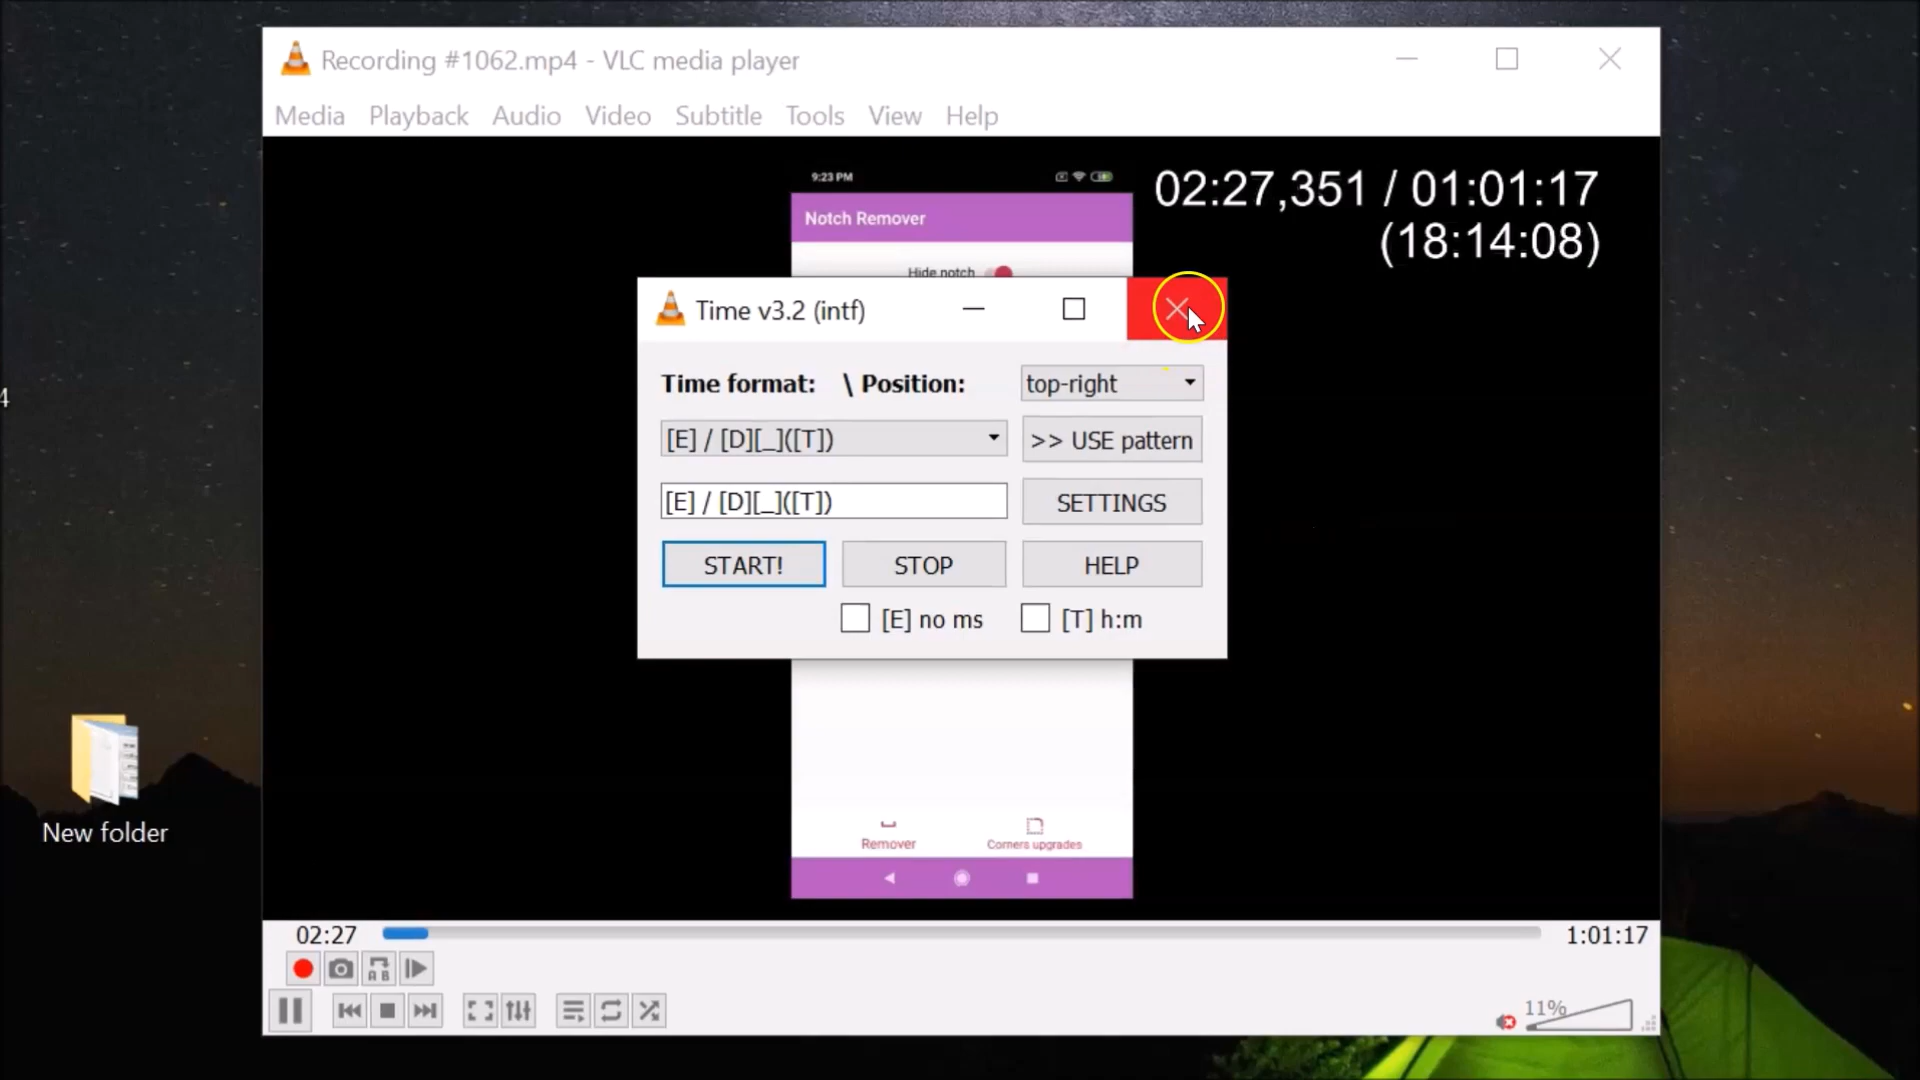 Recording #1062.mp4 - VLC media player
Media Playback Audio Video Subtitle Tools View Help
9:23 PM
02:27,351 / 01:01:17
(18:14:08)
Notch Remover
Hide notch
Time v3.2 (intf)
Time format: \ Position: top-right
[E] / [D][_]([T]) >> USE pattern
[E] / [D][_]([T]) SETTINGS
START! STOP HELP
[E] no ms [T] h:m
4
New folder
Remover Corners upgrades
02:27 1:01:17
A B
11%